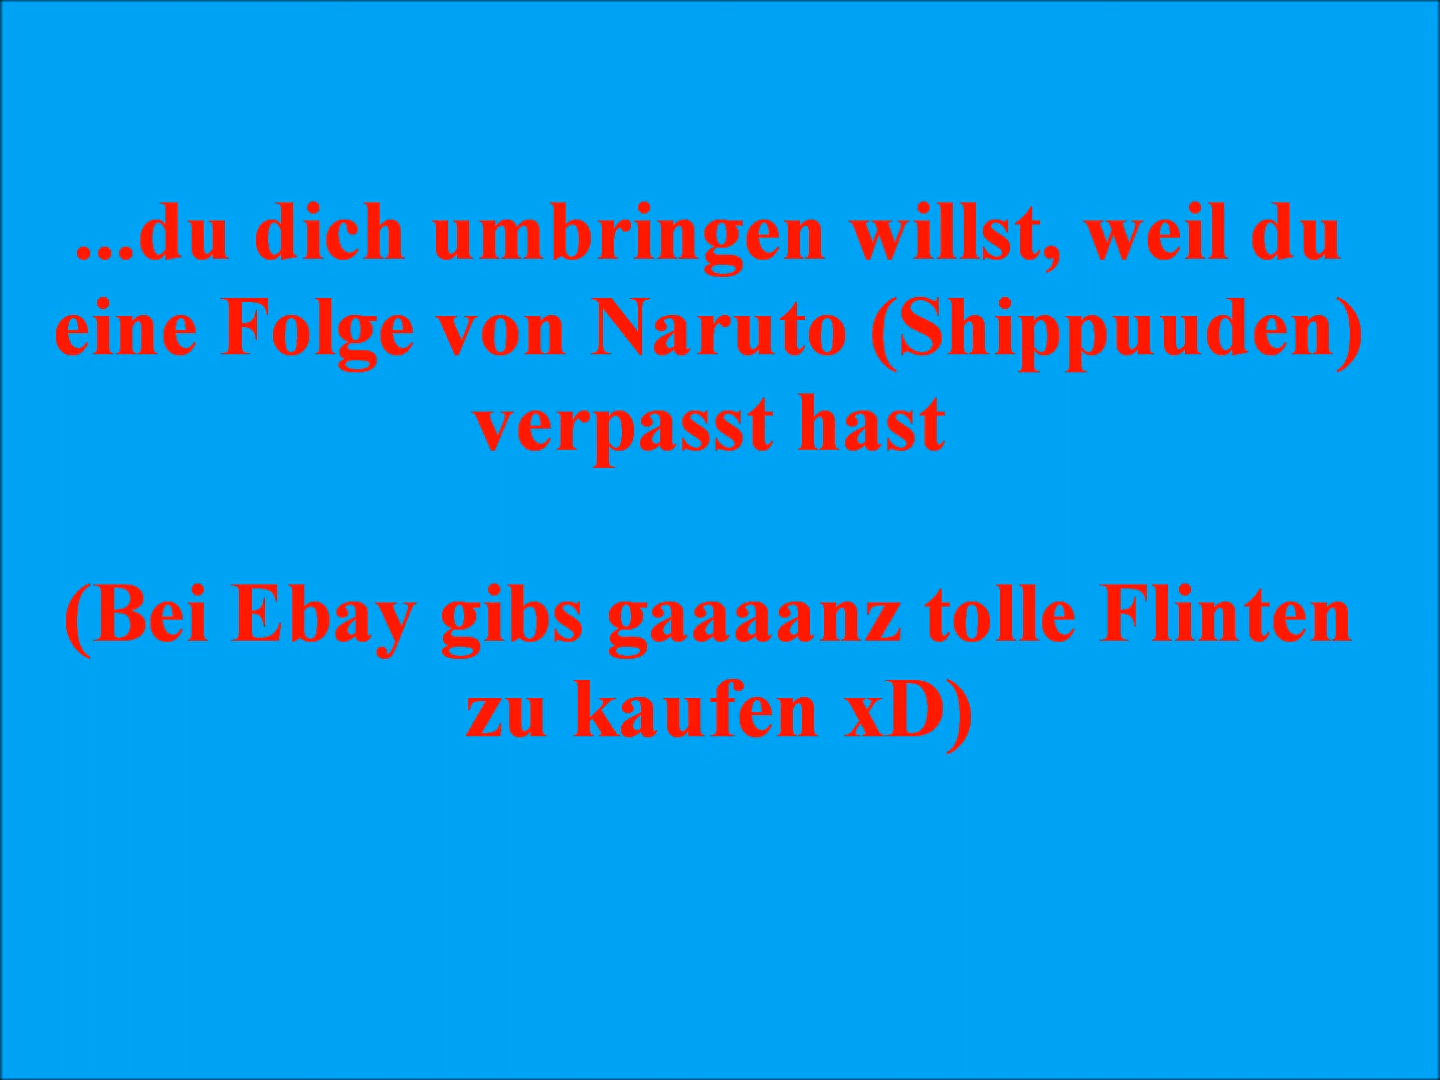 ...du dich umbringen willst, weil du
eine Folge von Naruto (Shippuuden)
verpasst hast
(Bei Ebay gibs gaaaanz tolle Flinten
zu kaufen xD)